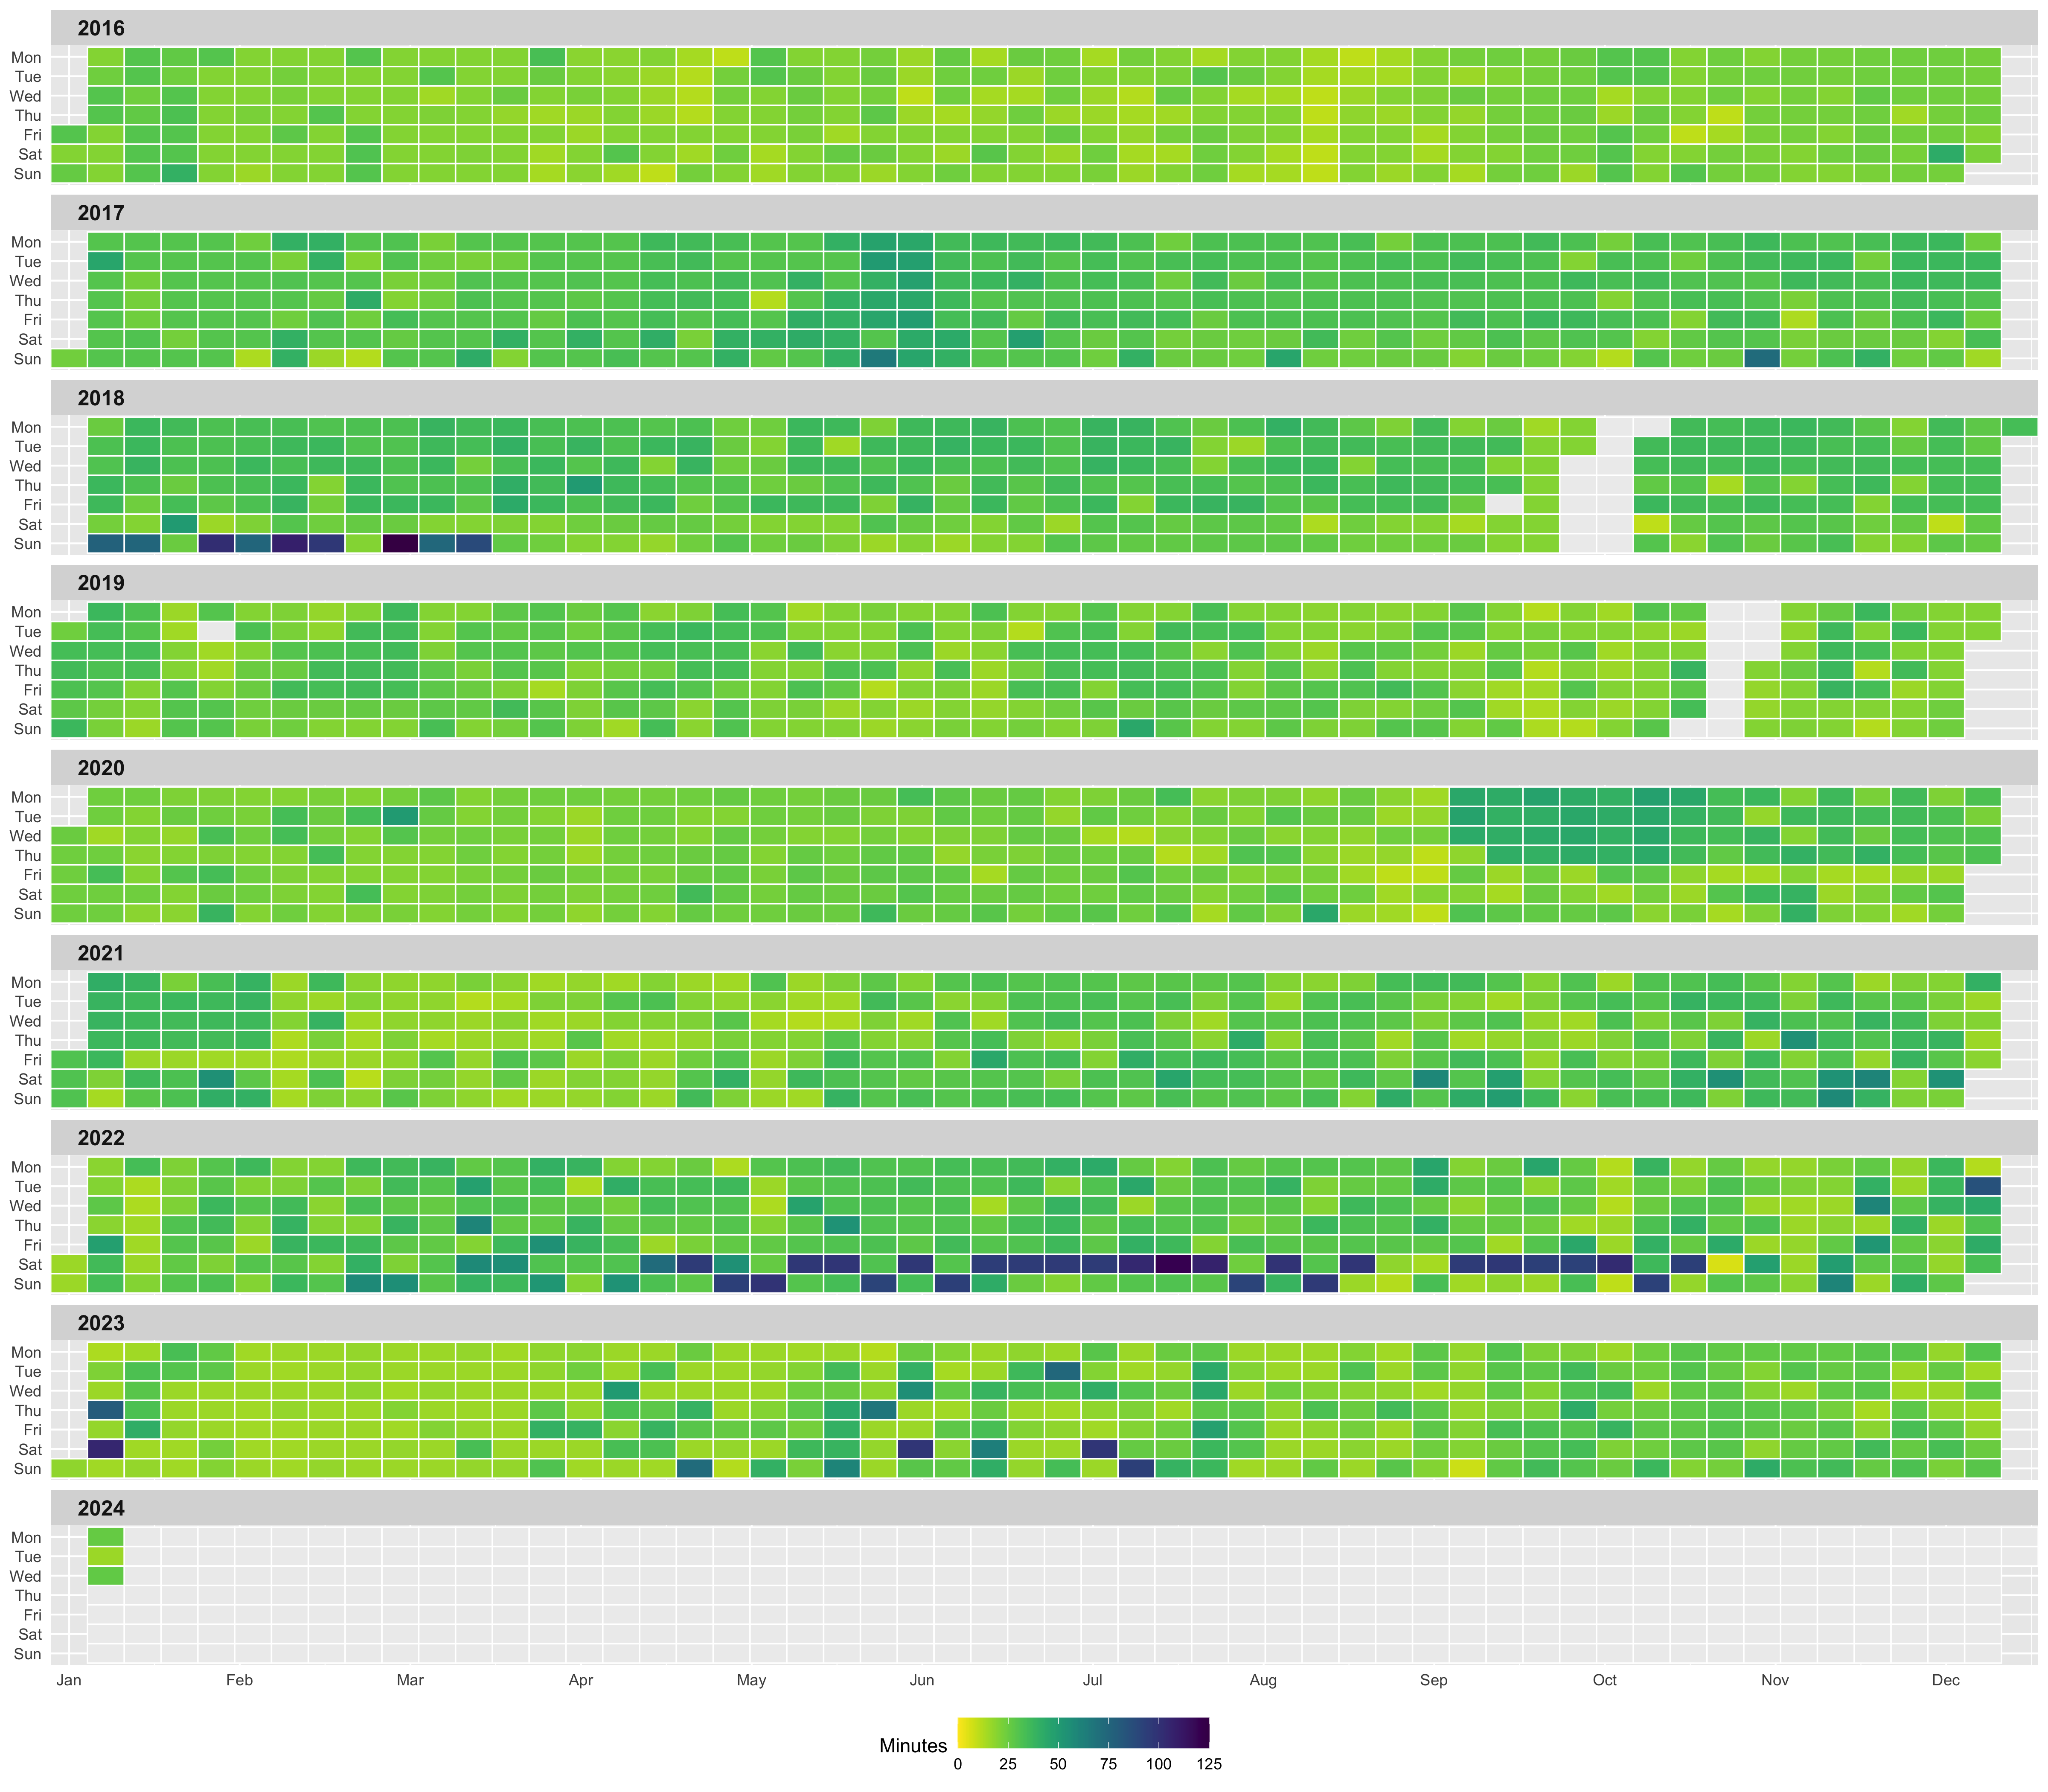 2016
Mon
Tue
Wed
Thu
Fri
Sat
Sun
2017
Mon
Tue
Wed
Thu
Fri
Sat
Sun
2018
Mon
Tue
Wed
Thu
Fri
Sat
Sun
2019
Mon
Tue
Wed
Thu
Fri
Sat
Sun
2020
Mon
Tue
Wed
Thu
Fri
Sat
Sun
2021
Mon
Tue
Wed
Thu
Fri
Sat
Sun
2022
Mon
Tue
Wed
Thu
Fri
Sat
Sun
2023
Mon
Tue
Wed
Thu
Fri
Sat
Sun
2024
Mon
Tue
Wed
Thu
Fri
Sat
Sun
Jan Feb Mar Apr May Jun Jul Aug Sep Oct Nov Dec
Minutes
0 25 50 75 100 125